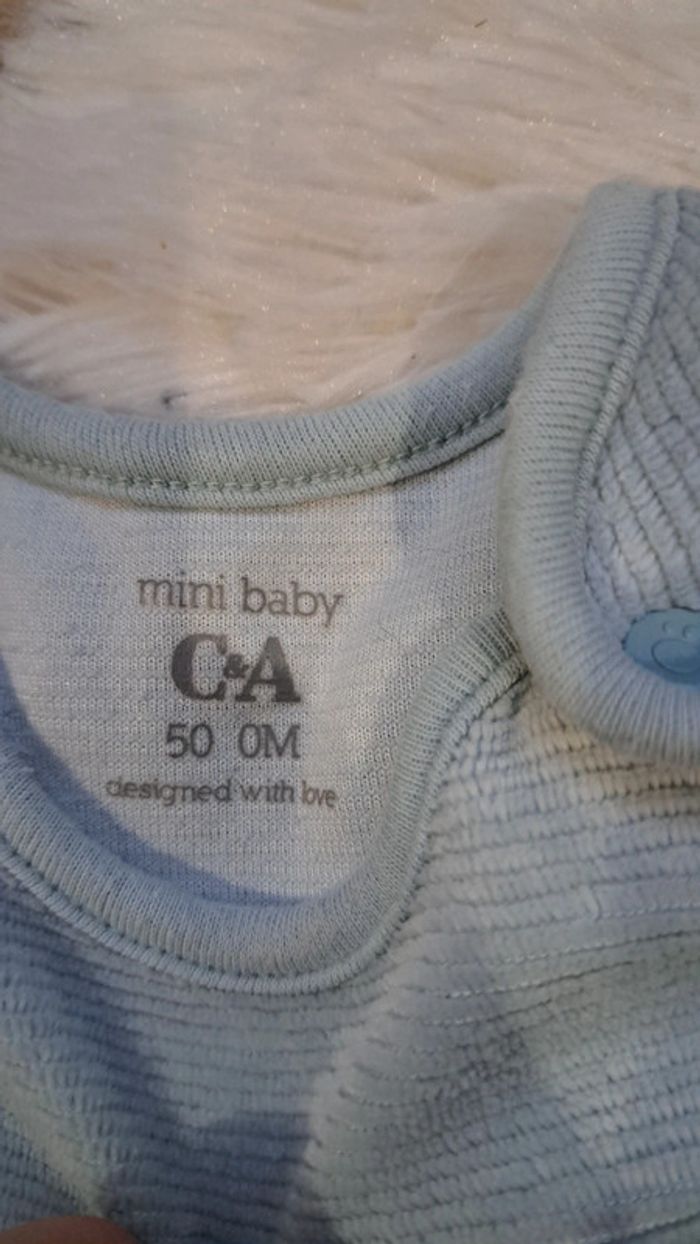 mini baby
C&A
50 0M
designed with love